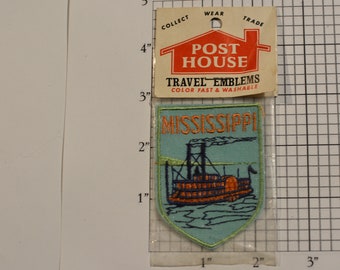 COLLECT WEAR TRADE
POST
HOUSE
TRAVEL EMBLEMS
COLOR FAST & WASHABLE
MISSISSIPPI
5
4"
3"
2"
1"
1" 2" 3"